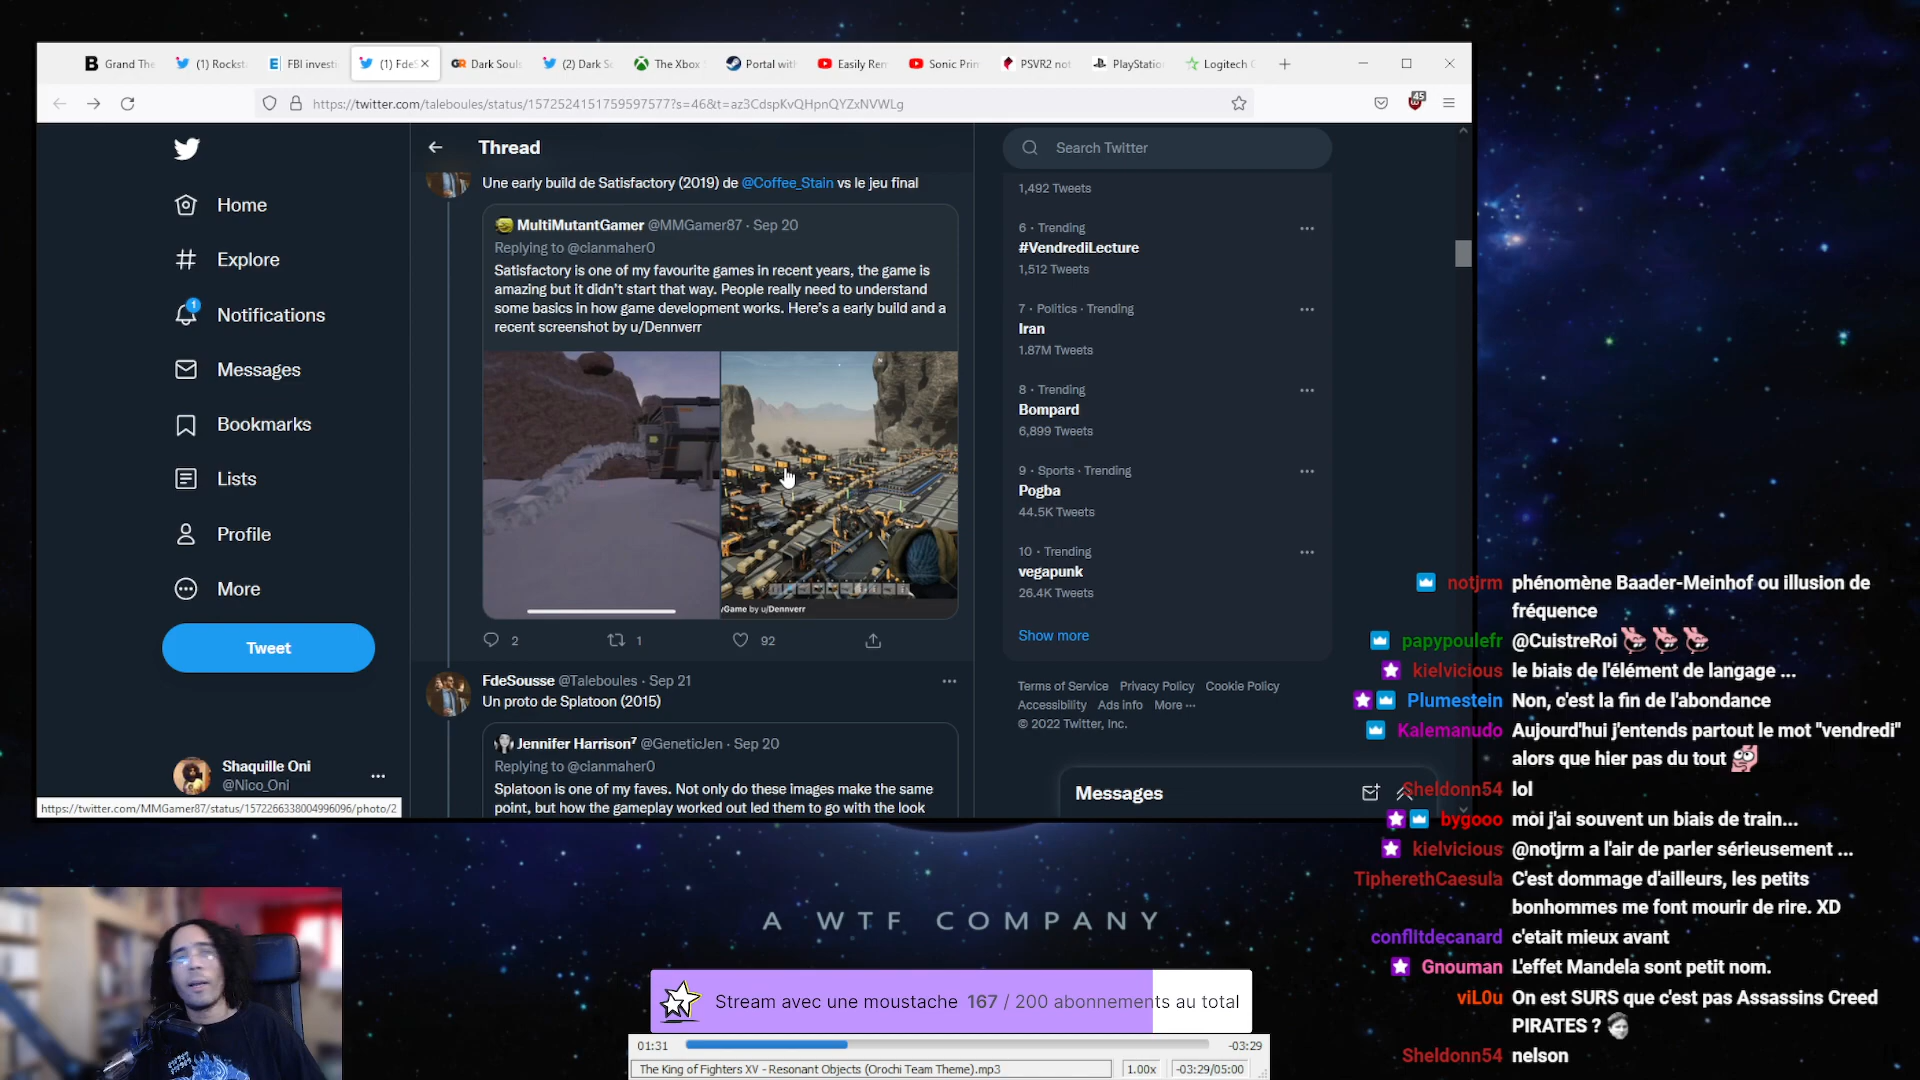 Grand The
(1) Rockst
FBI investi
(1) FdeS
Dark Souls
(2) Dark So
The Xbox
Portal with
Easily Rem
Sonic Prim
PSVR2 not
PlayStatio
Logitech G
https://twitter.com/taleboules/status/1572524151759597577?s=46&t=az3CdspKvQHpnQYZxNVWLg
45
Home
Explore
1
Notifications
Messages
Bookmarks
Lists
Profile
More
Tweet
Shaquille Oni
@Nico_Oni
https://twitter.com/MMGamer87/status/1572266338004996096/photo/2
Thread
Une early build de Satisfactory (2019) de @Coffee_Stain vs le jeu final
MultiMutantGamer @MMGamer87 · Sep 20
Replying to @cianmaher0
Satisfactory is one of my favourite games in recent years, the game is
amazing but it didn't start that way. People really need to understand
some basics in how game development works. Here's a early build and a
recent screenshot by u/Dennverr
/Game by u/Dennverr
2 1 92
FdeSousse @Taleboules · Sep 21
Un proto de Splatoon (2015)
Jennifer Harrison⁷ @GeneticJen · Sep 20
Replying to @cianmaher0
Splatoon is one of my faves. Not only do these images make the same
point, but how the gameplay worked out led them to go with the look
Search Twitter
1,492 Tweets
6 · Trending
#VendrediLecture
1,512 Tweets
7 · Politics · Trending
Iran
1.87M Tweets
8 · Trending
Bompard
6,899 Tweets
9 · Sports · Trending
Pogba
44.5K Tweets
10 · Trending
vegapunk
26.4K Tweets
Show more
Terms of Service Privacy Policy Cookie Policy
Accessibility Ads info More ···
© 2022 Twitter, Inc.
Messages
notjrm phénomène Baader-Meinhof ou illusion de
fréquence
papypoulefr @CuistreRoi
kielvicious le biais de l'élément de langage ...
Plumestein Non, c'est la fin de l'abondance
Kalemanudo Aujourd'hui j'entends partout le mot "vendredi"
alors que hier pas du tout
Sheldonn54 lol
bygooo moi j'ai souvent un biais de train...
kielvicious @notjrm a l'air de parler sérieusement ...
TipherethCaesula C'est dommage d'ailleurs, les petits
bonhommes me font mourir de rire. XD
conflitdecanard c'etait mieux avant
Gnouman L'effet Mandela sont petit nom.
viL0u On est SURS que c'est pas Assassins Creed
PIRATES ?
Sheldonn54 nelson
A WTF COMPANY
Stream avec une moustache 167 / 200 abonnements au total
01:31 -03:29
The King of Fighters XV - Resonant Objects (Orochi Team Theme).mp3 1.00x -03:29/05:00